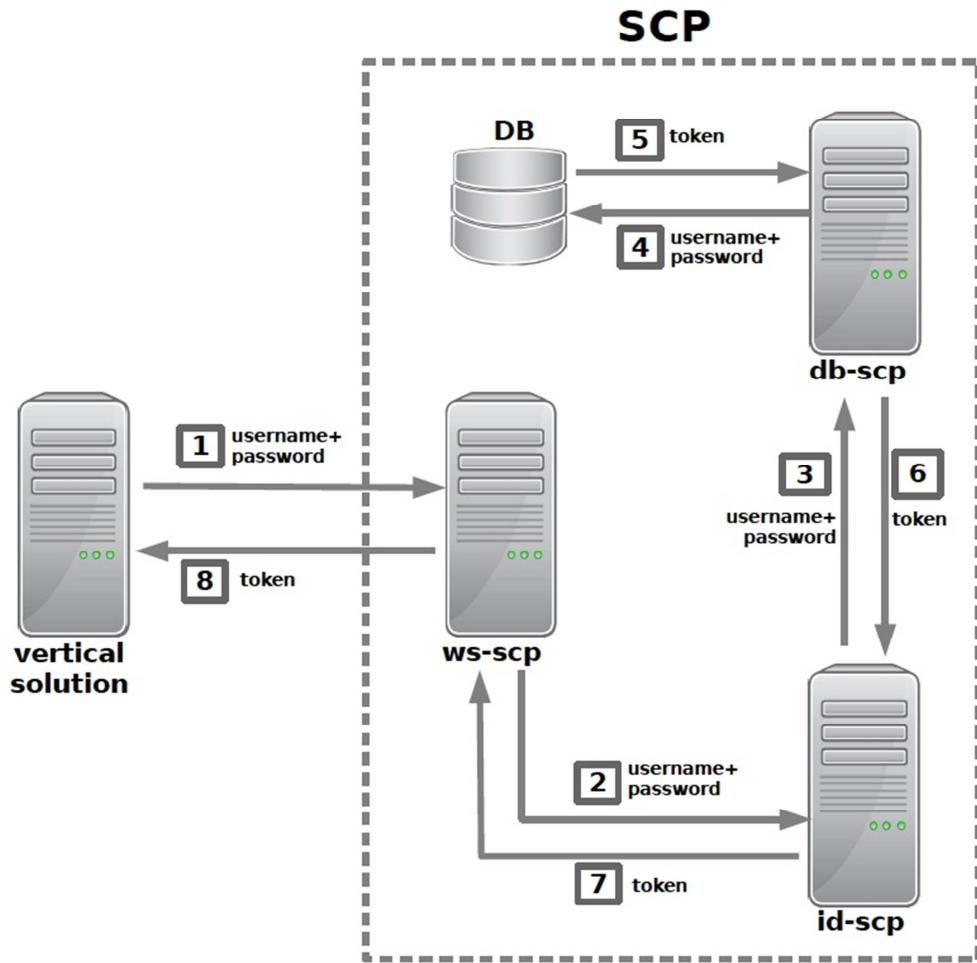 SCP
DB
5 token
4 username+
password
db-scp
1 username+
password
3
username+
password
6
token
8 token
vertical
solution
ws-scp
2 username+
password
7 token
id-scp